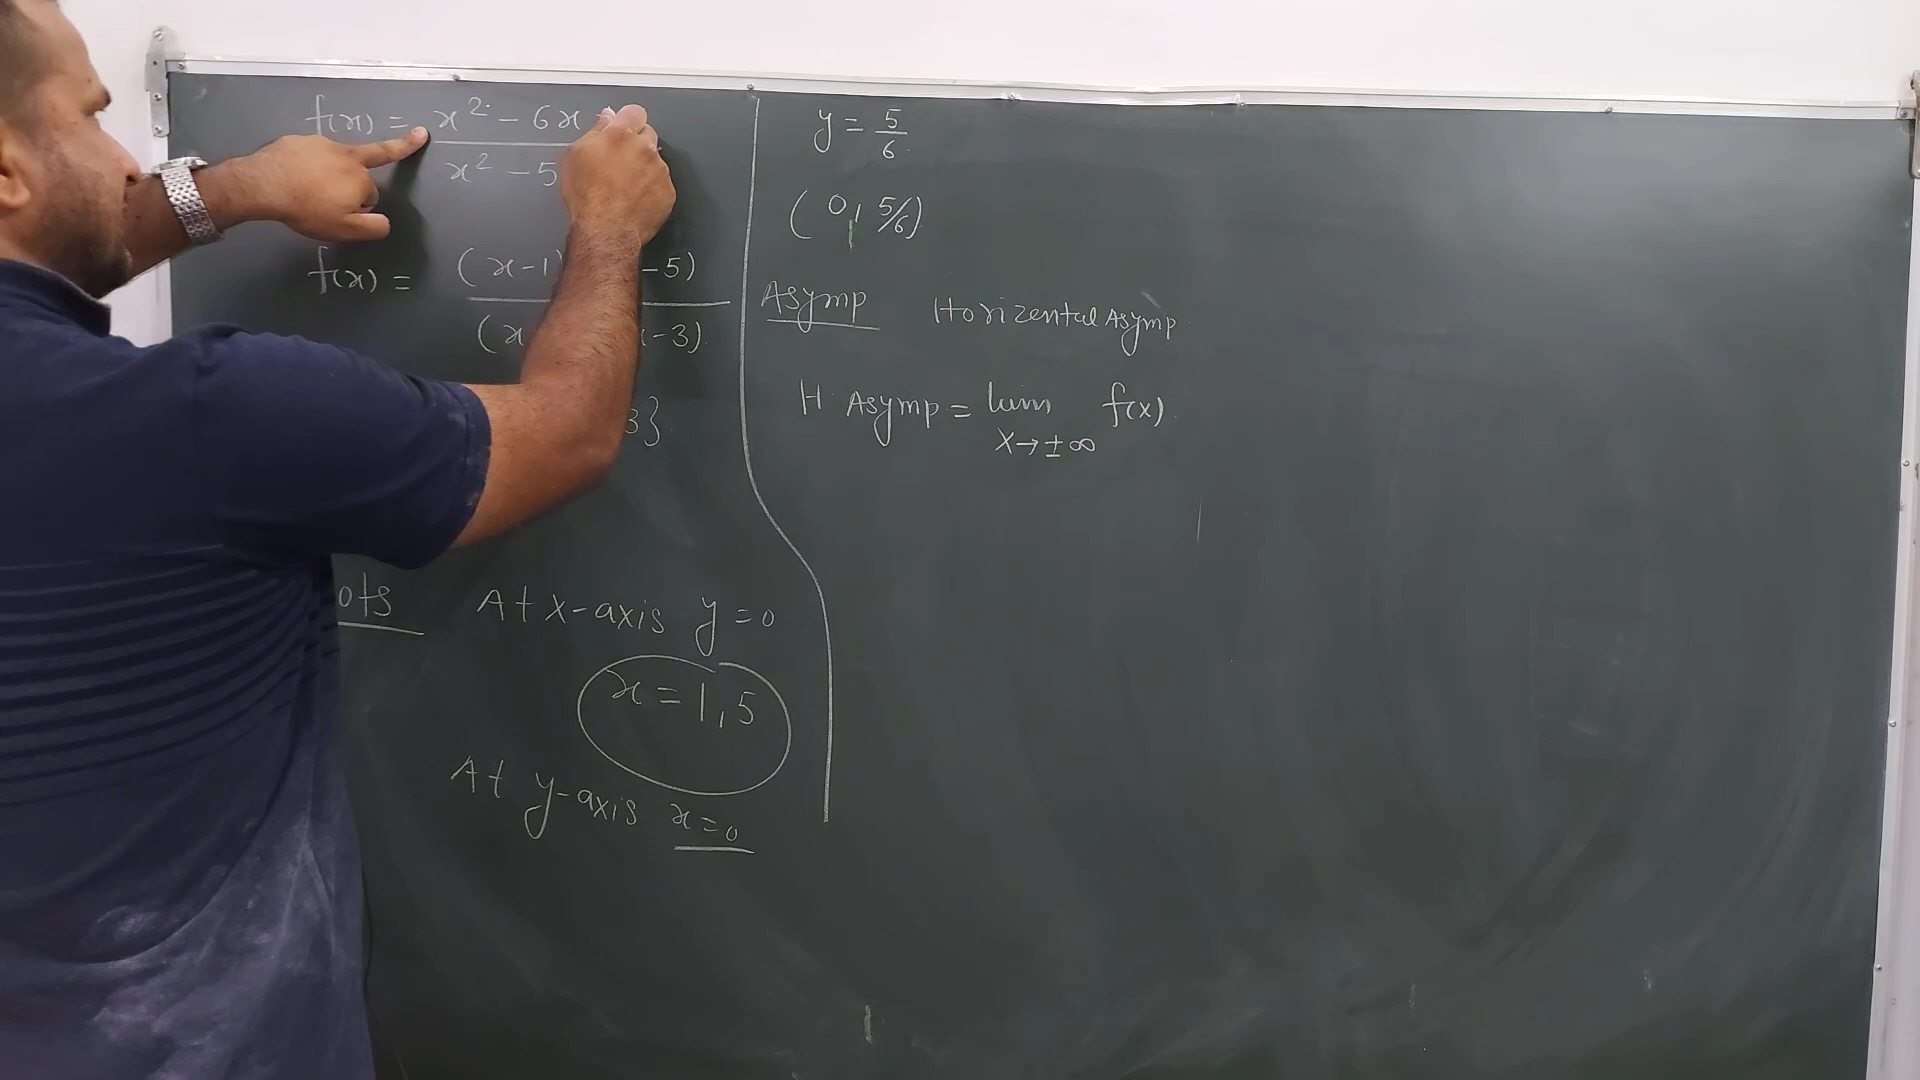 f(x) = x² - 6x
x² - 5
f(x) = (x-1) -5)
(x -3)
3}
ots At x-axis y=0
x=1,5
At y-axis x=0
y = 5/6
(0, 5/6)
Asymp Horizental Asymp
H Asymp = lim f(x)
x→±∞